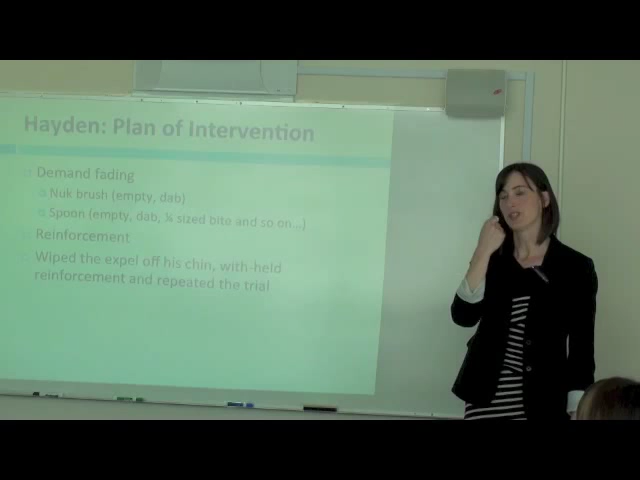 Hayden: Plan of Intervention
Demand fading
Nuk brush (empty, dab)
Spoon (empty, dab, ¼ sized bite and so on…)
Reinforcement
Wiped the expel off his chin, with-held
reinforcement and repeated the trial